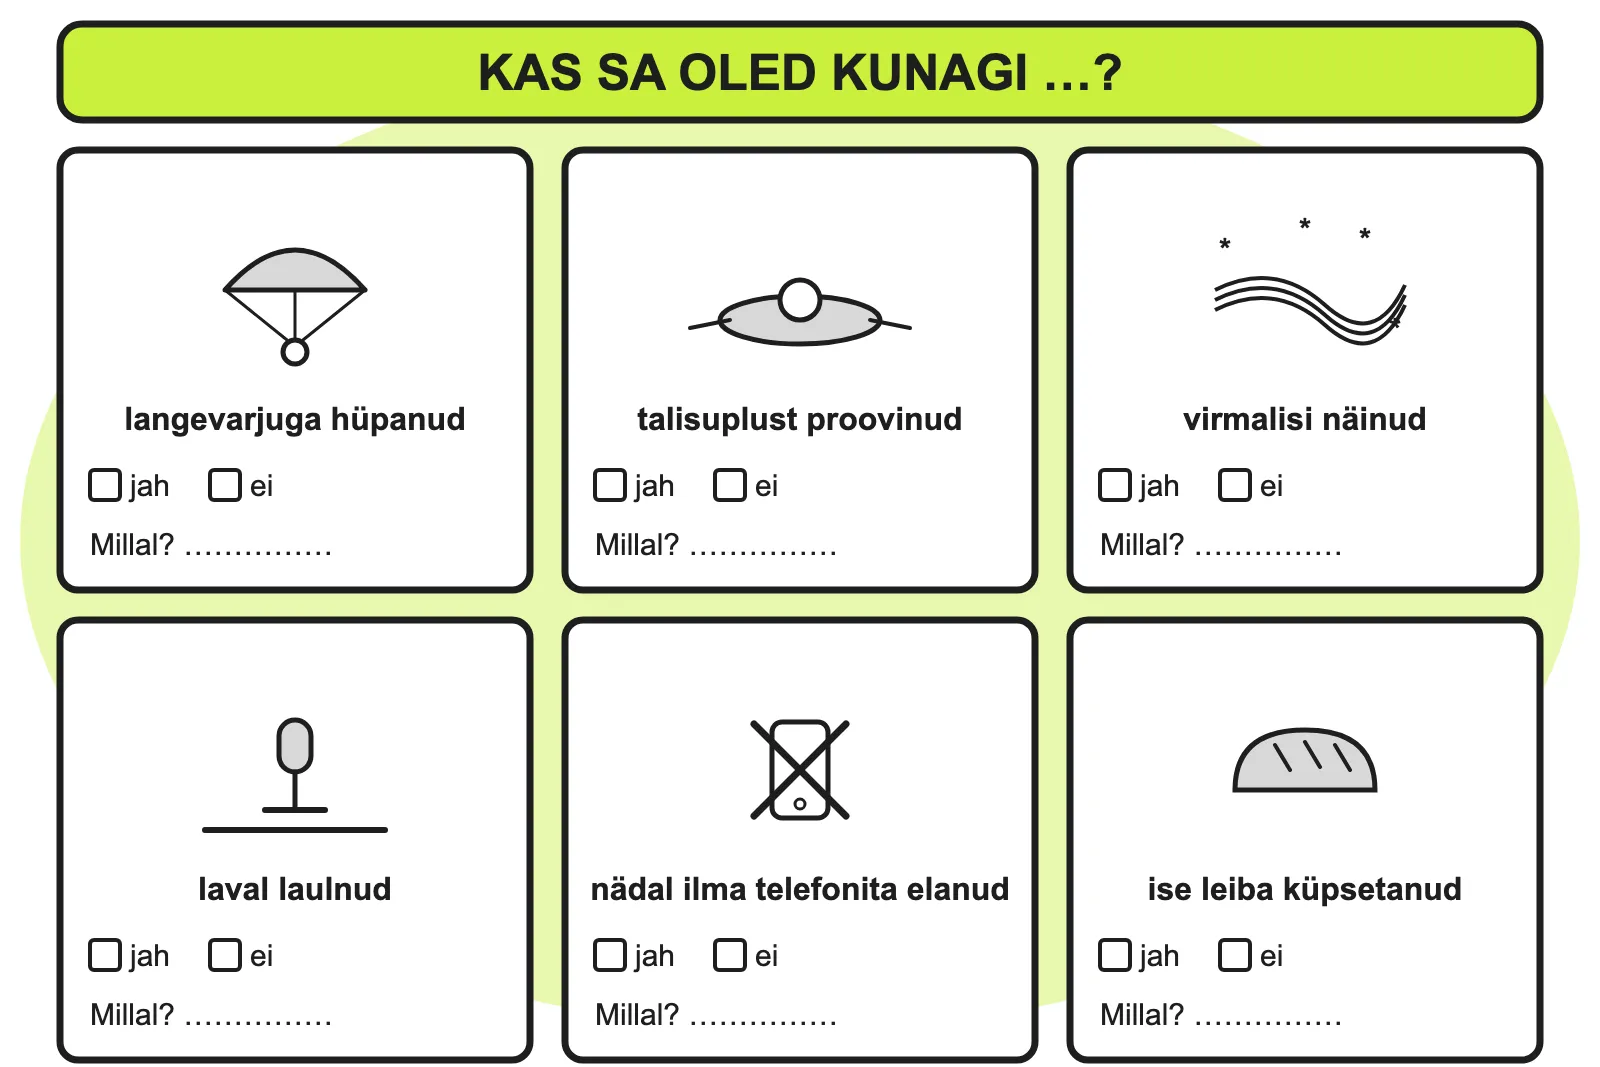 KAS SA OLED KUNAGI ...?
langevarjuga hüpanud
jah ei
Millal? ...............
talisuplust proovinud
jah ei
Millal? ...............
virmalisi näinud
jah ei
Millal? ...............
laval laulnud
jah ei
Millal? ...............
nädal ilma telefonita elanud
jah ei
Millal? ...............
ise leiba küpsetanud
jah ei
Millal? ...............